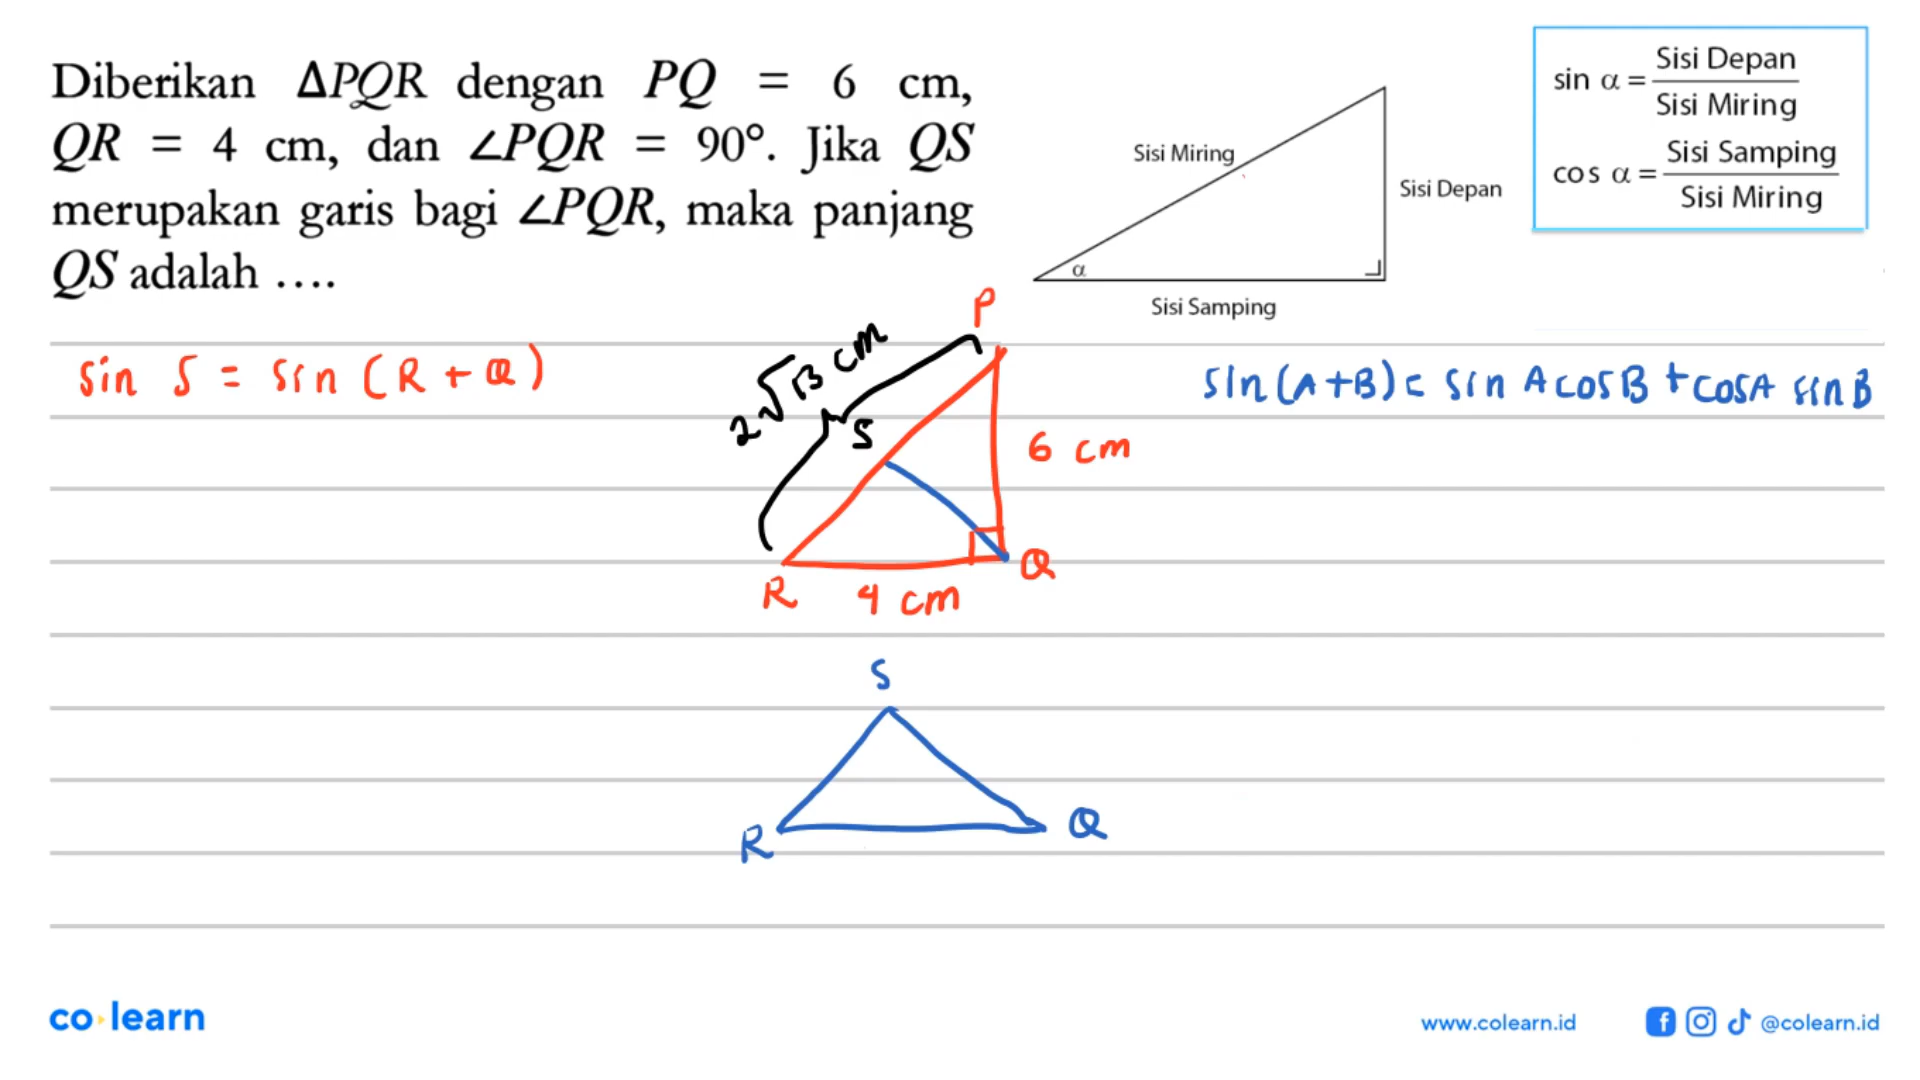 Diberikan ΔPQR dengan PQ = 6 cm,
QR = 4 cm, dan ∠PQR = 90°. Jika QS
merupakan garis bagi ∠PQR, maka panjang
QS adalah ....
Sisi Miring
Sisi Depan
α
Sisi Samping
sin α = Sisi Depan / Sisi Miring
cos α = Sisi Samping / Sisi Miring
sin S = sin (R + Q)
P
2√13 cm
S
6 cm
R
4 cm
Q
sin (A+B) = sin A cos B + cos A sin B
S
R
Q
co learn
www.colearn.id
@colearn.id